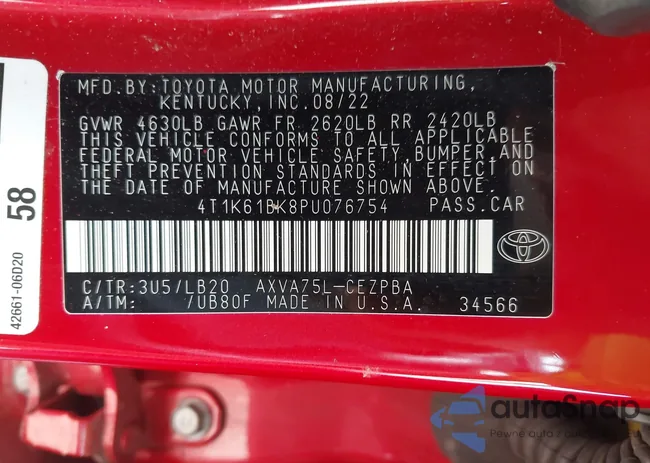 MFD.BY:TOYOTA MOTOR MANUFACTURING,
KENTUCKY,INC.08/22
GVWR 4630LB GAWR FR 2620LB RR 2420LB
THIS VEHICLE CONFORMS TO ALL APPLICABLE
FEDERAL MOTOR VEHICLE SAFETY,BUMPER,AND
THEFT PREVENTION STANDARDS IN EFFECT ON
THE DATE OF MANUFACTURE SHOWN ABOVE.
4T1K61BK8PU076754 PASS.CAR
C/TR:3U5/LB20 AXVA75L-CEZPBA
A/TM: /UB80F MADE IN U.S.A. 34566
58
42661-06D20
autoSnap
Pewne auta z